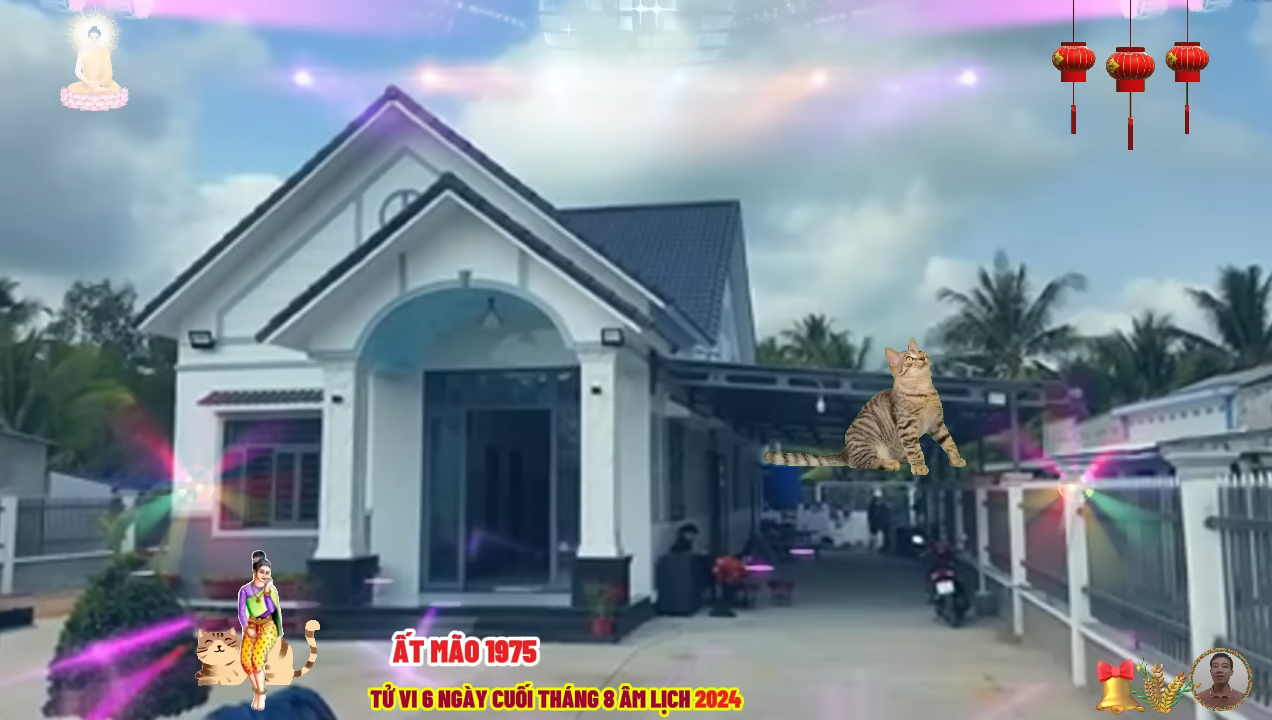 ẤT MÃO 1975
TỬ VI 6 NGÀY CUỐI THÁNG 8 ÂM LỊCH 2024